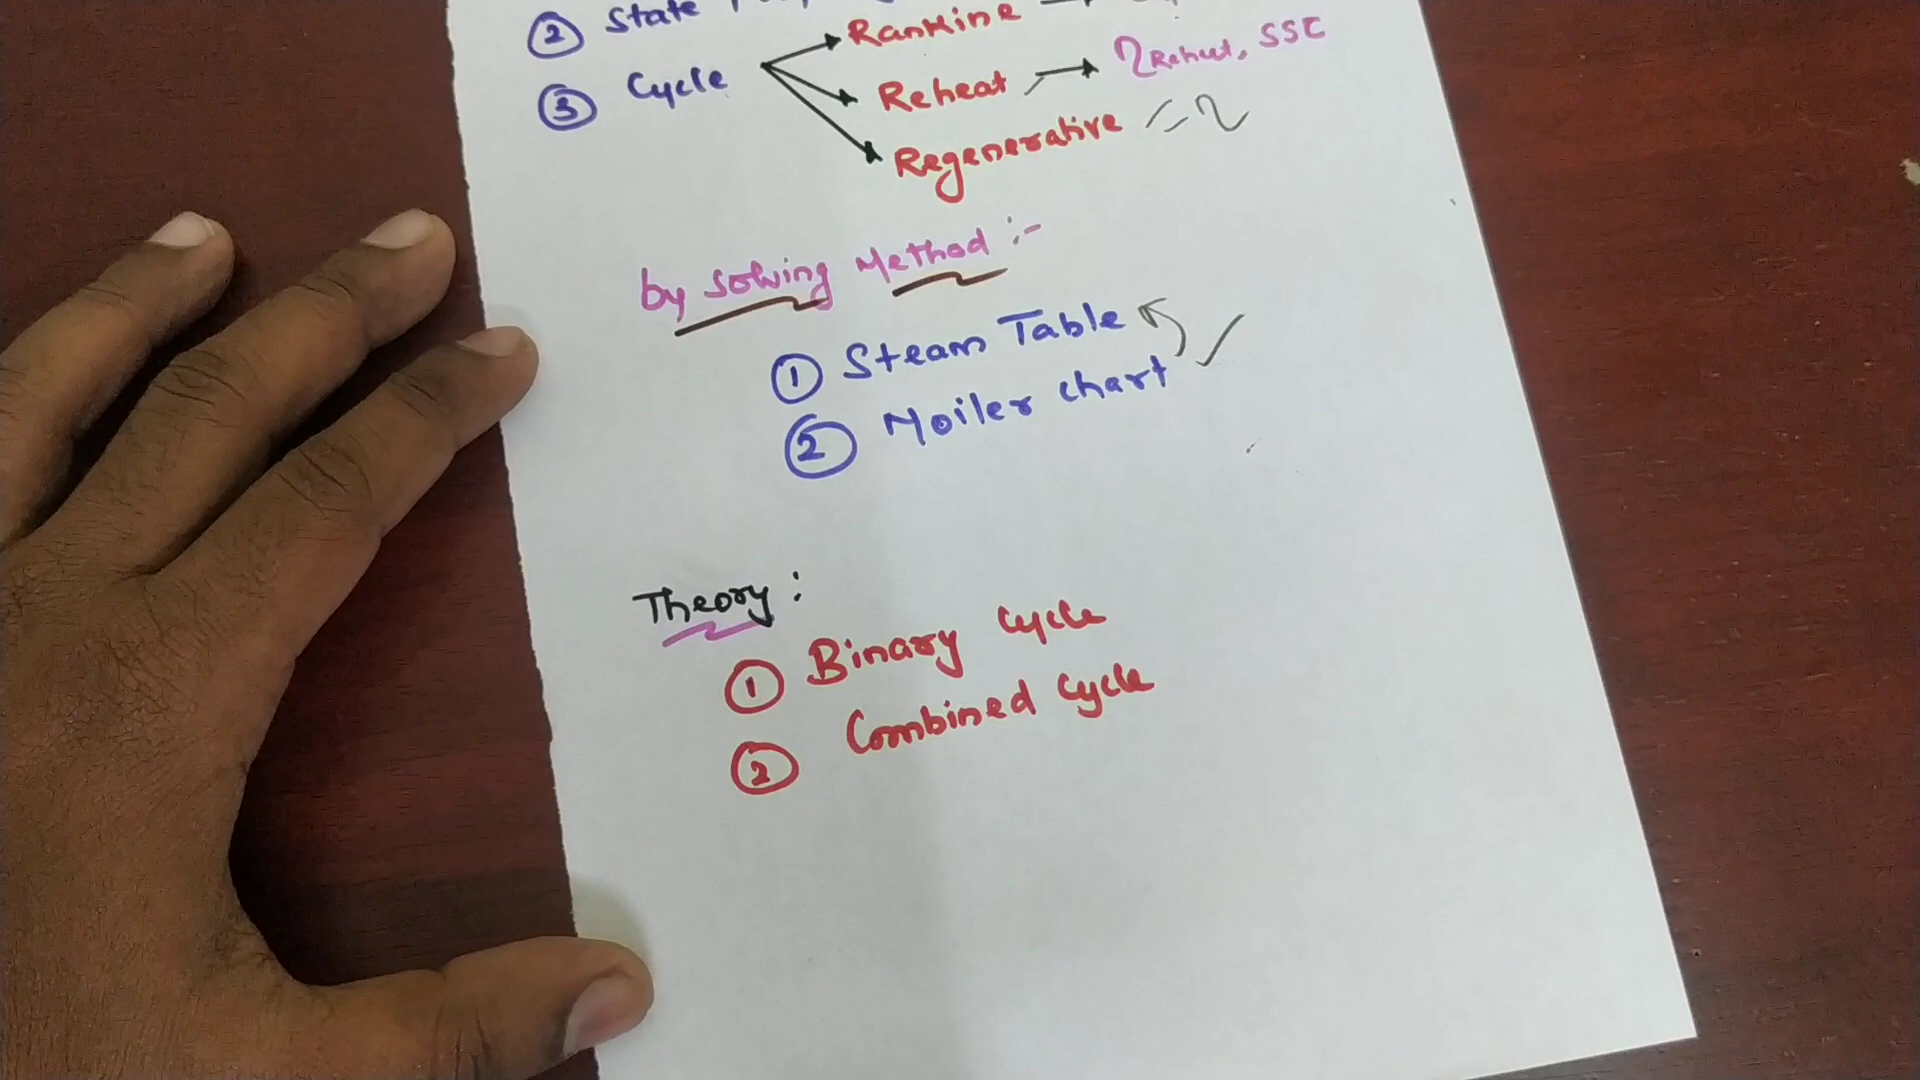 ② State
③ Cycle → Rankine →
→ Reheat → η Reheat, SSC
→ Regenerative η
by solving Method :-
① Steam Table
② Moiler chart ✓
Theory :
① Binary Cycle
② Combined Cycle